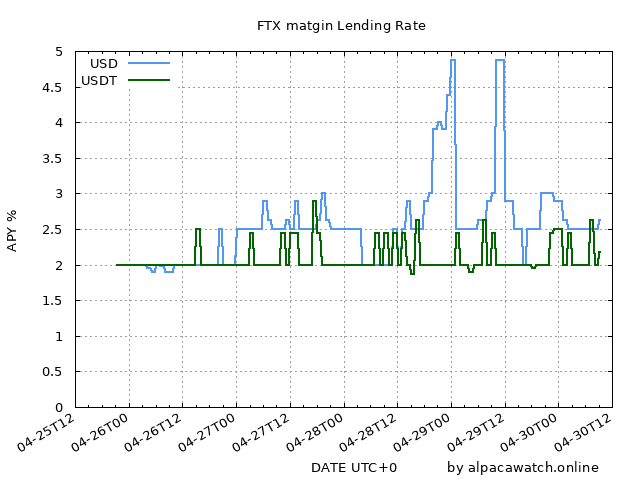 FTX matgin Lending Rate
USD
USDT
5
4.5
4
3.5
3
2.5
2
1.5
1
0.5
0
APY %
04-25T12
04-26T00
04-26T12
04-27T00
04-27T12
04-28T00
04-28T12
04-29T00
04-29T12
04-30T00
04-30T12
DATE UTC+0
by alpacawatch.online